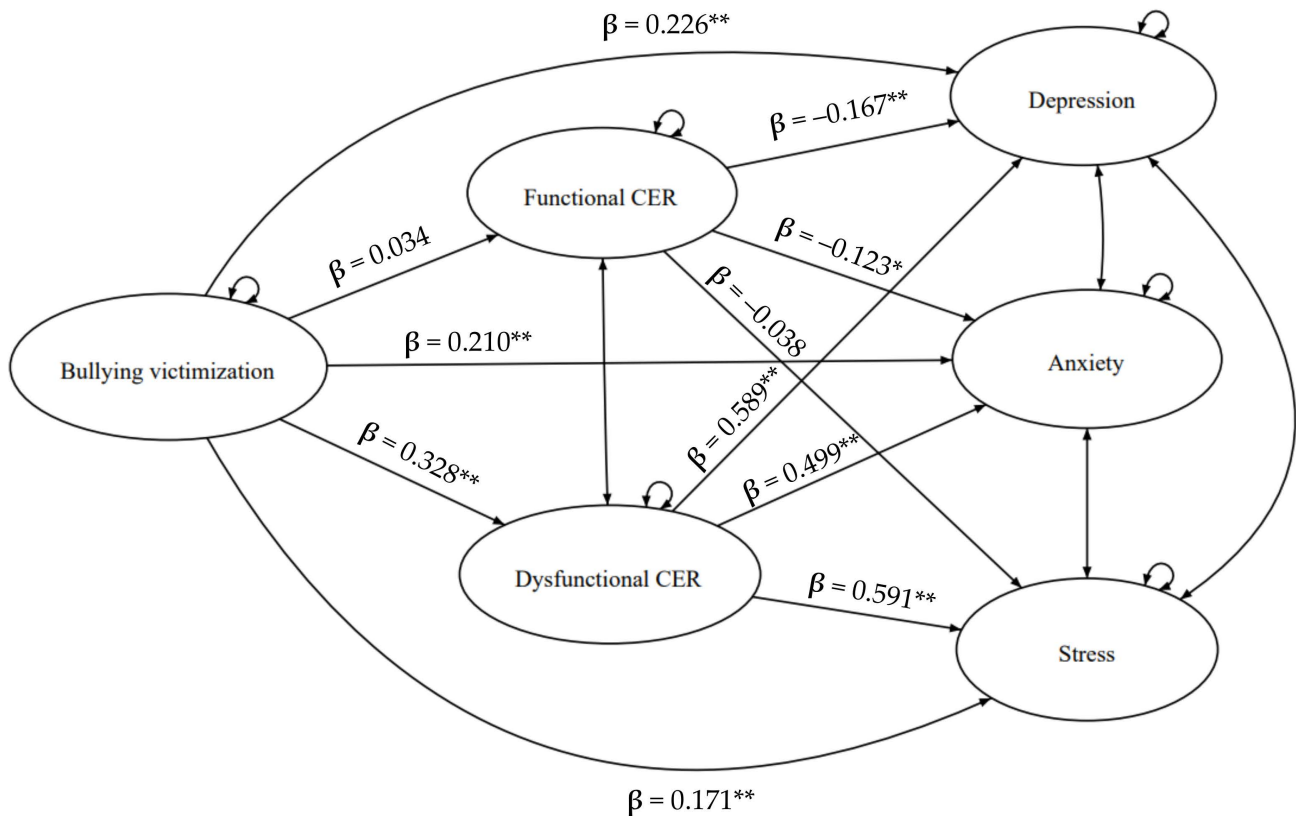 β = 0.226**
Depression
β = –0.167**
Functional CER
β = 0.034
β = –0.123*
β = –0.038
β = 0.210**
Bullying victimization
Anxiety
β = 0.589**
β = 0.328**
β = 0.499**
Dysfunctional CER
β = 0.591**
Stress
β = 0.171**